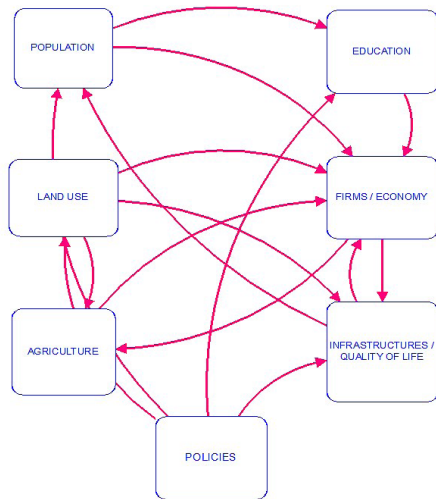 POPULATION
EDUCATION
LAND USE
FIRMS / ECONOMY
AGRICULTURE
INFRASTRUCTURES /
QUALITY OF LIFE
POLICIES